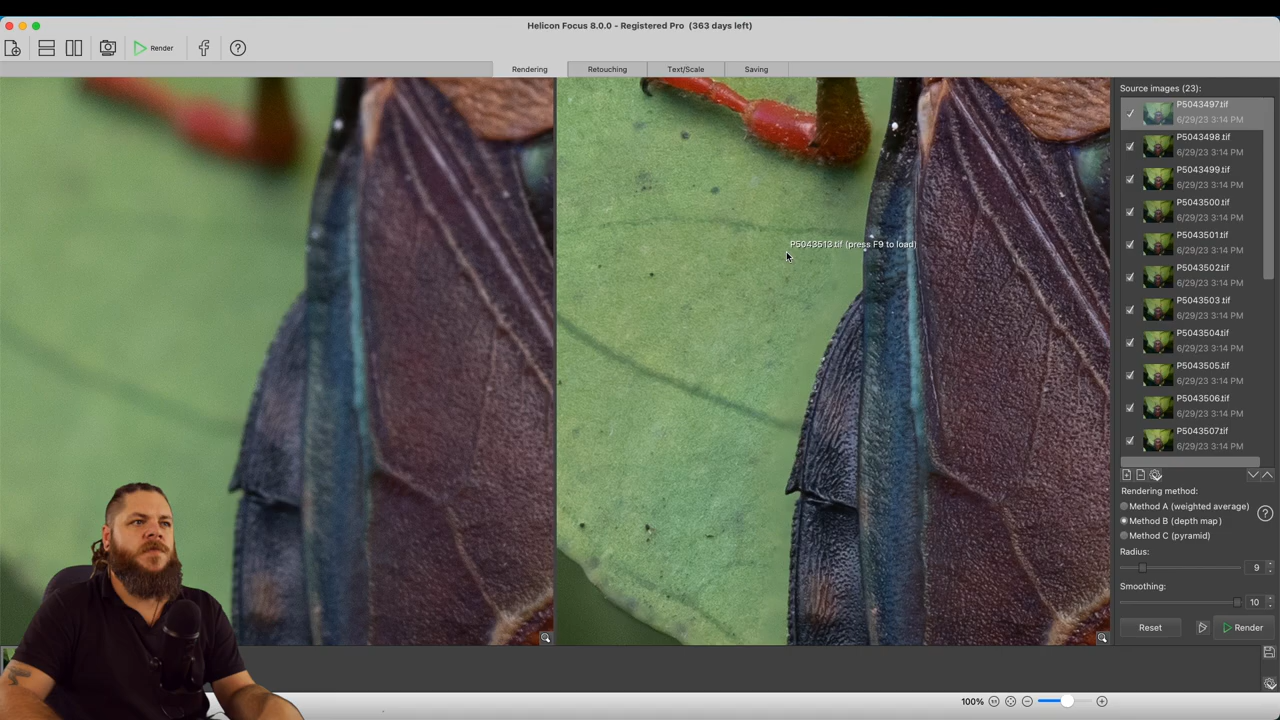 Helicon Focus 8.0.0 - Registered Pro (363 days left)
Render
Rendering
Retouching
Text/Scale
Saving
Source images (23):
P5043497.tif
6/29/23 3:14 PM
P5043498.tif
6/29/23 3:14 PM
P5043499.tif
6/29/23 3:14 PM
P5043500.tif
6/29/23 3:14 PM
P5043501.tif
6/29/23 3:14 PM
P5043502.tif
6/29/23 3:14 PM
P5043503.tif
6/29/23 3:14 PM
P5043504.tif
6/29/23 3:14 PM
P5043505.tif
6/29/23 3:14 PM
P5043506.tif
6/29/23 3:14 PM
P5043507.tif
6/29/23 3:14 PM
P5043513.tif (press F9 to load)
Rendering method:
Method A (weighted average)
Method B (depth map)
Method C (pyramid)
Radius:
9
Smoothing:
10
Reset
Render
100%